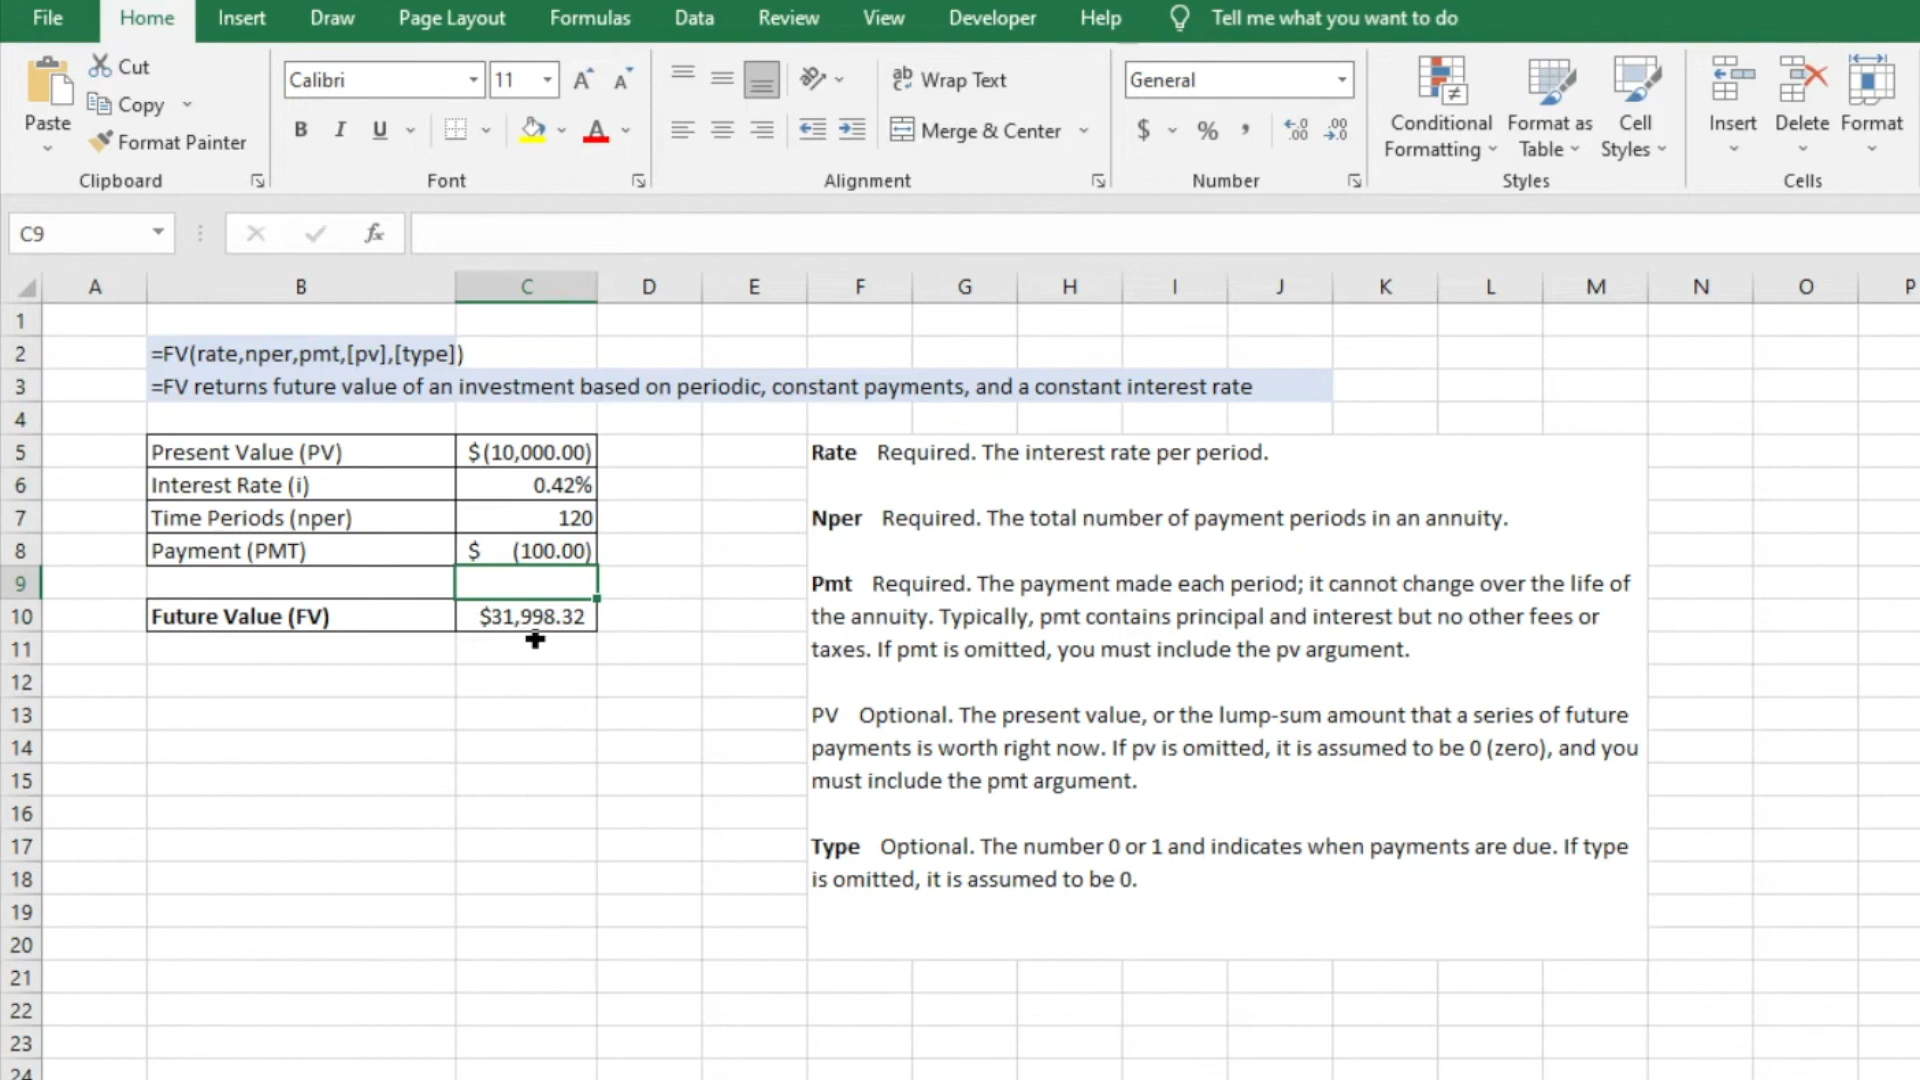 File Home Insert Draw Page Layout Formulas Data Review View Developer Help Tell me what you want to do
Cut
Copy
Format Painter
Paste
Clipboard
Calibri 11 A A
B I U A
Font
ab Wrap Text
Merge & Center
Alignment
General
$ % , .00 .00
Number
Conditional Formatting
Format as Table
Cell Styles
Styles
Insert Delete Format
Cells
C9 fx
A B C D E F G H I J K L M N O P
1
2 =FV(rate,nper,pmt,[pv],[type])
3 =FV returns future value of an investment based on periodic, constant payments, and a constant interest rate
4
5 Present Value (PV) $(10,000.00) Rate Required. The interest rate per period.
6 Interest Rate (i) 0.42%
7 Time Periods (nper) 120 Nper Required. The total number of payment periods in an annuity.
8 Payment (PMT) $ (100.00)
9 Pmt Required. The payment made each period; it cannot change over the life of
10 Future Value (FV) $31,998.32 the annuity. Typically, pmt contains principal and interest but no other fees or
11 taxes. If pmt is omitted, you must include the pv argument.
12
13 PV Optional. The present value, or the lump-sum amount that a series of future
14 payments is worth right now. If pv is omitted, it is assumed to be 0 (zero), and you
15 must include the pmt argument.
16
17 Type Optional. The number 0 or 1 and indicates when payments are due. If type
18 is omitted, it is assumed to be 0.
19
20
21
22
23
24